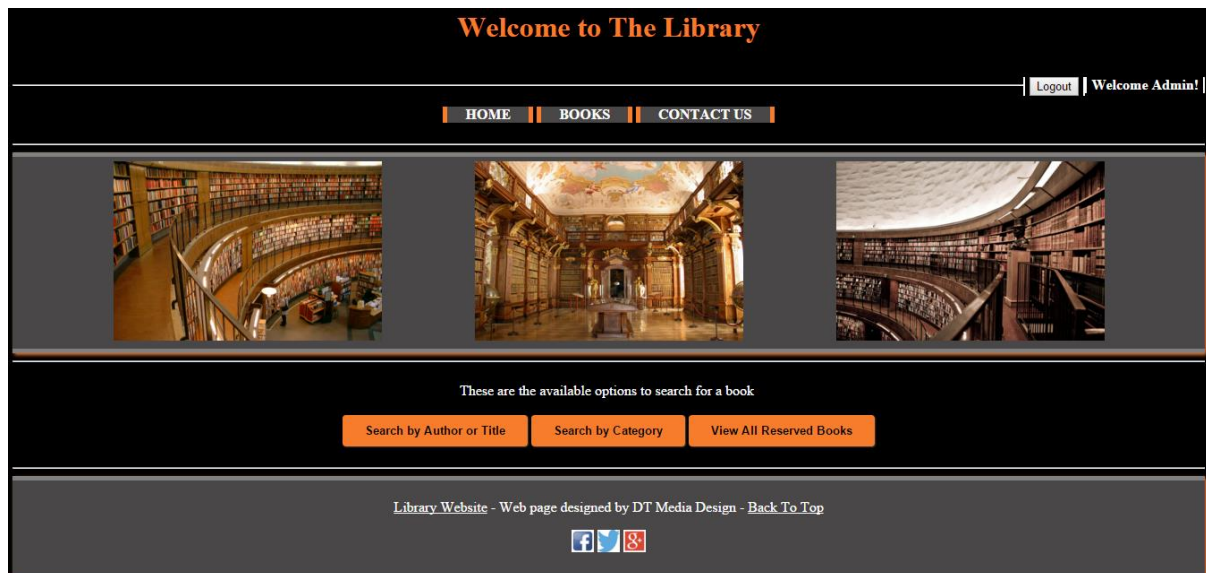 Welcome to The Library
Logout Welcome Admin!
HOME BOOKS CONTACT US
These are the available options to search for a book
Search by Author or Title Search by Category View All Reserved Books
Library Website - Web page designed by DT Media Design - Back To Top
f g+